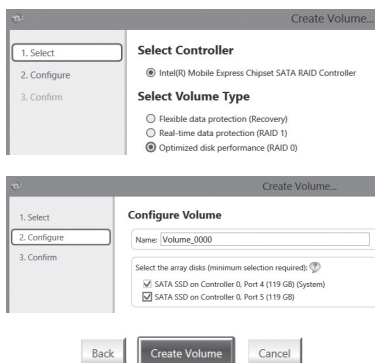 Create Volume...
1. Select
2. Configure
3. Confirm
Select Controller
Intel(R) Mobile Express Chipset SATA RAID Controller
Select Volume Type
Flexible data protection (Recovery)
Real-time data protection (RAID 1)
Optimized disk performance (RAID 0)
Create Volume...
1. Select
2. Configure
3. Confirm
Configure Volume
Name: Volume_0000
Select the array disks (minimum selection required): ?
SATA SSD on Controller 0, Port 4 (119 GB) (System)
SATA SSD on Controller 0, Port 5 (119 GB)
Back Create Volume Cancel